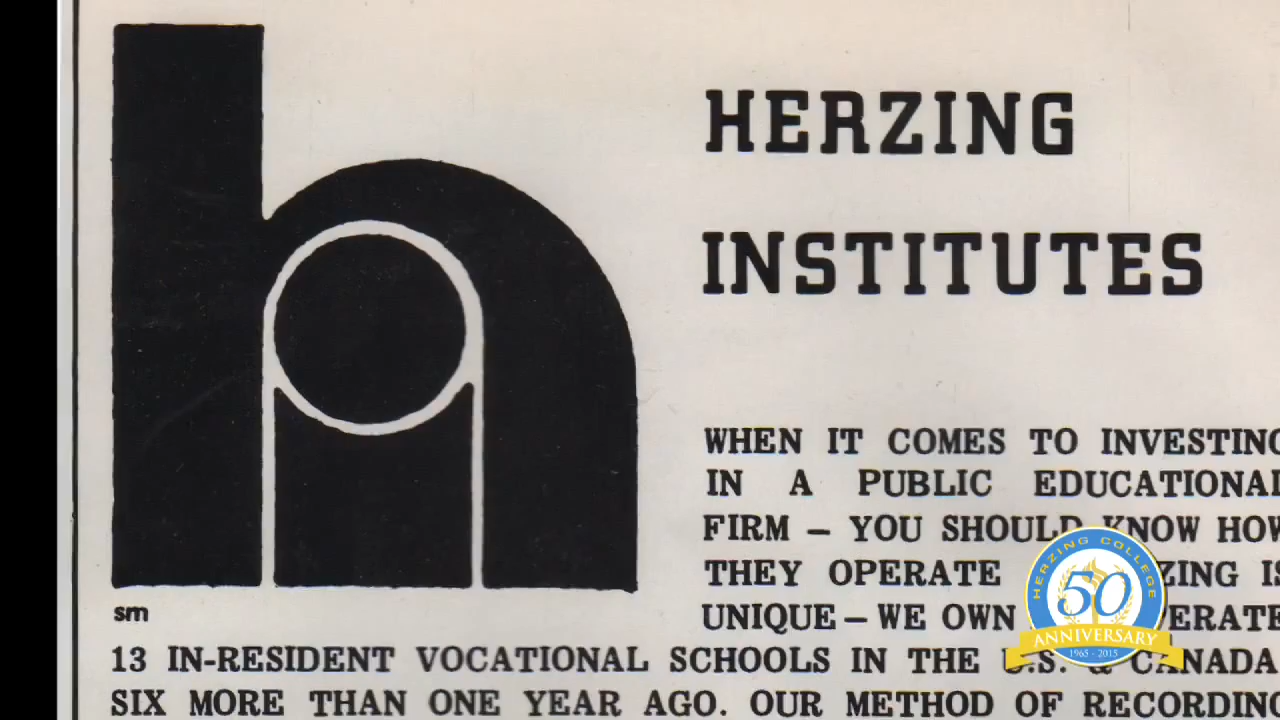 HERZING
INSTITUTES
WHEN IT COMES TO INVESTING
IN A PUBLIC EDUCATIONAL
FIRM – YOU SHOULD KNOW HOW
THEY OPERATE ZING IS
UNIQUE – WE OWN ERATE
sm
13 IN-RESIDENT VOCATIONAL SCHOOLS IN THE U.S. & CANADA
SIX MORE THAN ONE YEAR AGO. OUR METHOD OF RECORDING
HERZING COLLEGE
50
ANNIVERSARY
1965 - 2015